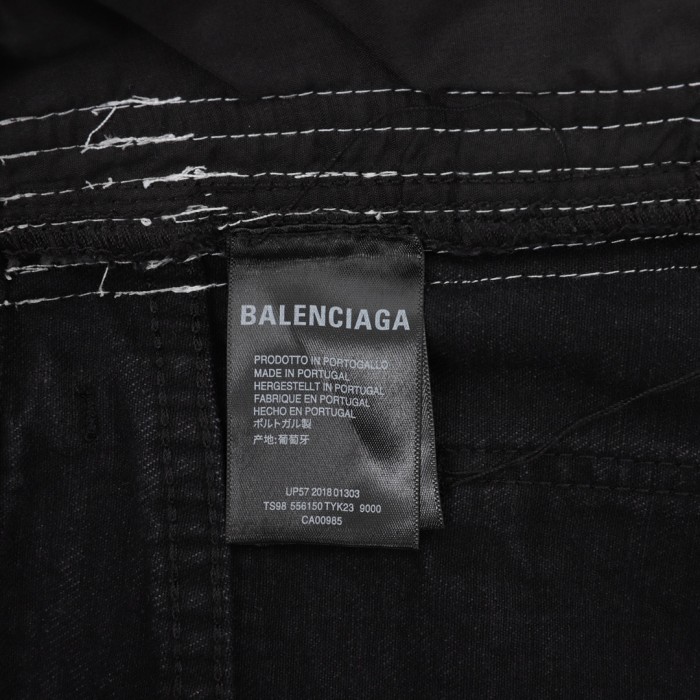 BALENCIAGA
PRODOTTO IN PORTOGALLO
MADE IN PORTUGAL
HERGESTELLT IN PORTUGAL
FABRIQUE EN PORTUGAL
HECHO EN PORTUGAL
ポルトガル製
产地:葡萄牙
UP57 2018 01303
TS98 556150 TYK23 9000
CA00985